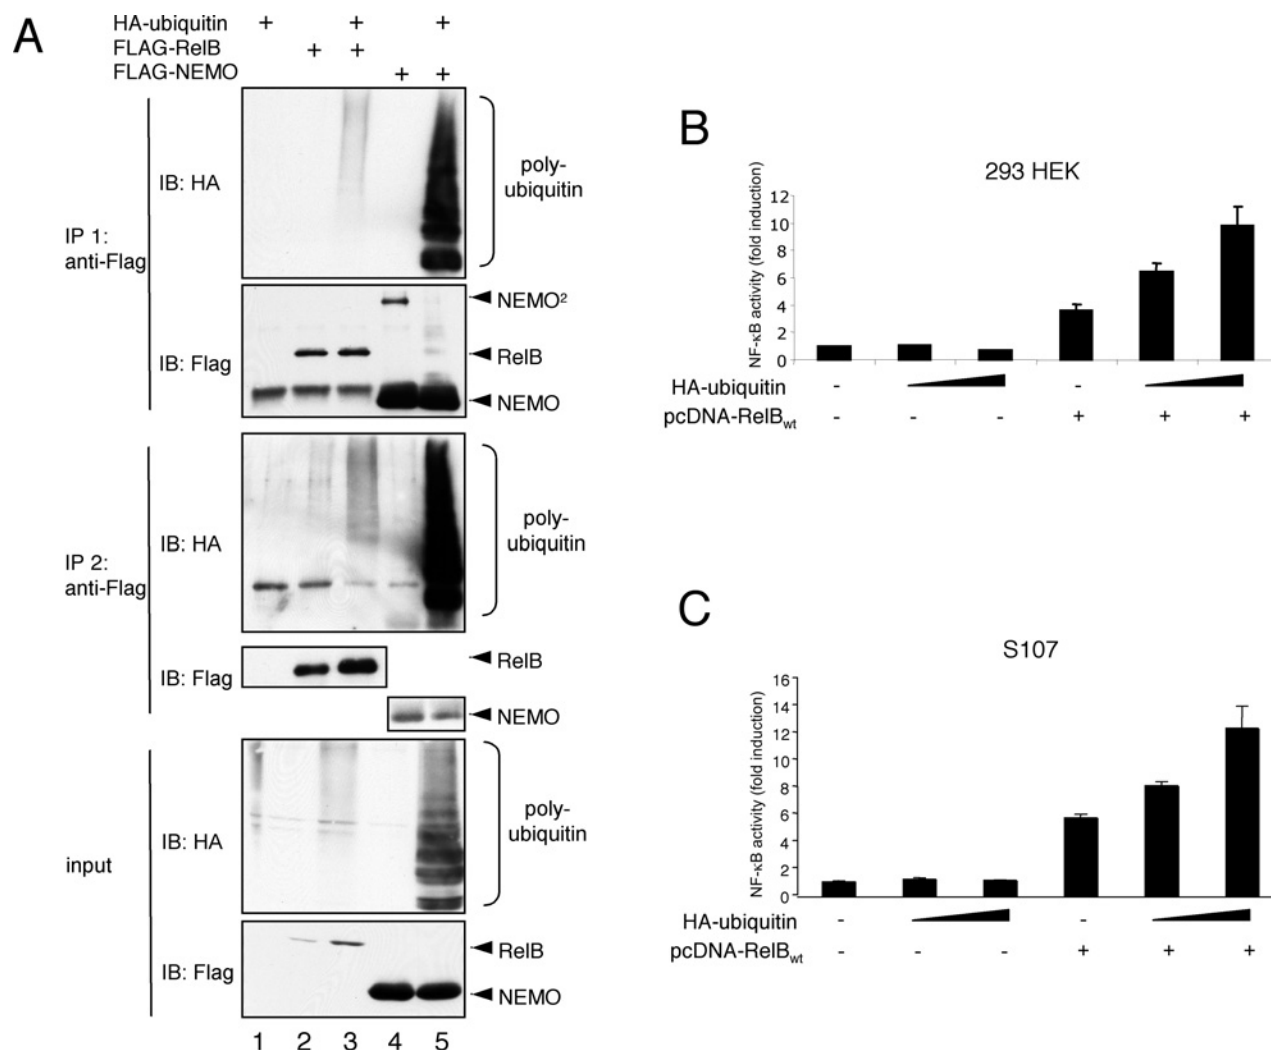 A
HA-ubiquitin + + +
FLAG-RelB + +
FLAG-NEMO + +
IP 1:
anti-Flag
IB: HA
poly-
ubiquitin
IB: Flag
NEMO²
RelB
NEMO
IP 2:
anti-Flag
IB: HA
poly-
ubiquitin
IB: Flag
RelB
NEMO
input
IB: HA
poly-
ubiquitin
IB: Flag
RelB
NEMO
1 2 3 4 5
B
293 HEK
NF-κB activity (fold induction)
12
10
8
6
4
2
0
HA-ubiquitin - -
pcDNA-RelBwt - - - + + +
C
S107
NF-κB activity (fold induction)
16
14
12
10
8
6
4
2
0
HA-ubiquitin - -
pcDNA-RelBwt - - - + + +